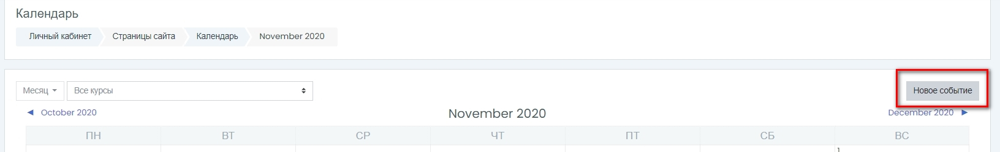 Календарь
Личный кабинет Страницы сайта Календарь November 2020
Месяц Все курсы Новое событие
October 2020 November 2020 December 2020
ПН ВТ СР ЧТ ПТ СБ ВС
1